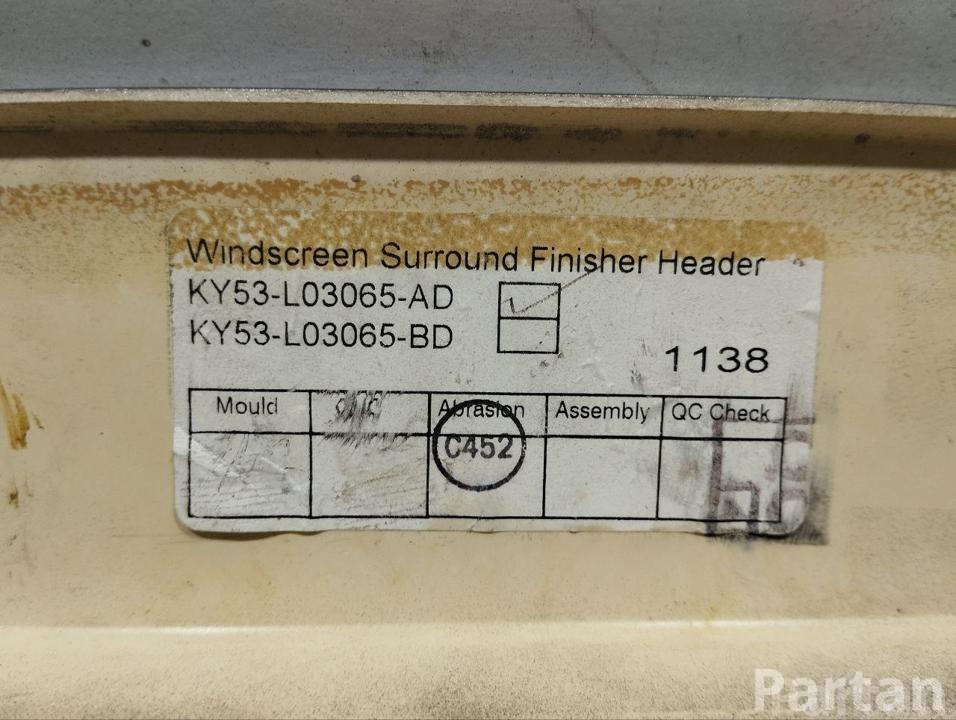 Windscreen Surround Finisher Header
KY53-L03065-AD
KY53-L03065-BD
1138
Mould Abrasion Assembly QC Check
C452
Partan